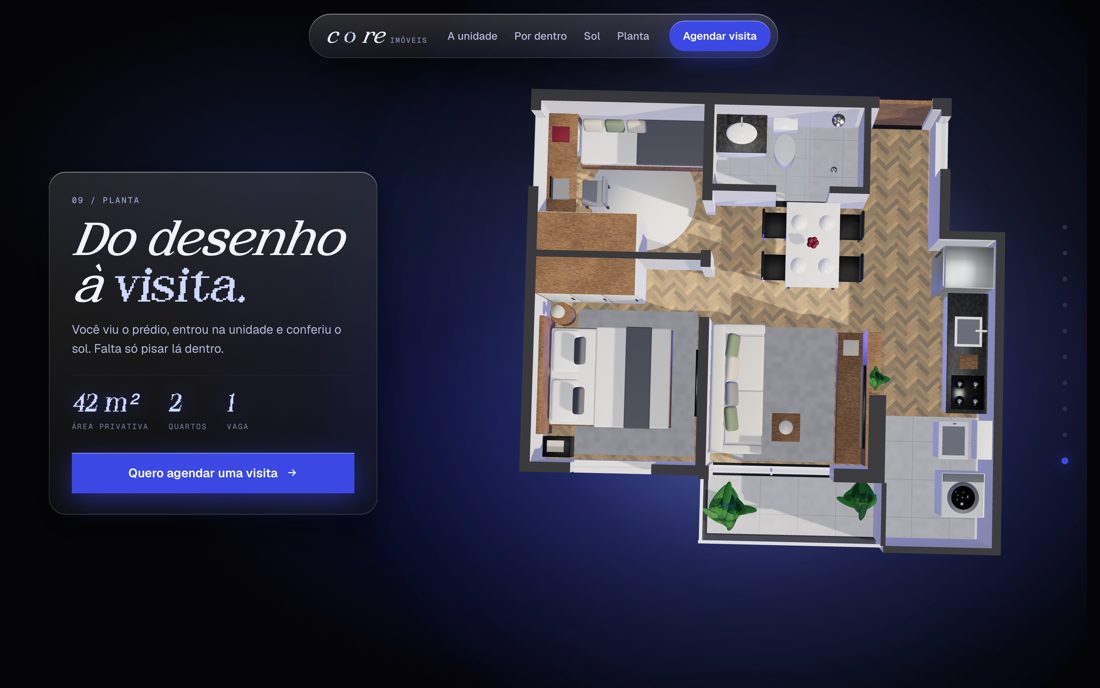 core IMÓVEIS
A unidade
Por dentro
Sol
Planta
Agendar visita
09 / PLANTA
Do desenho
à visita.
Você viu o prédio, entrou na unidade e conferiu o
sol. Falta só pisar lá dentro.
42 m² 2 1
ÁREA PRIVATIVA QUARTOS VAGA
Quero agendar uma visita →